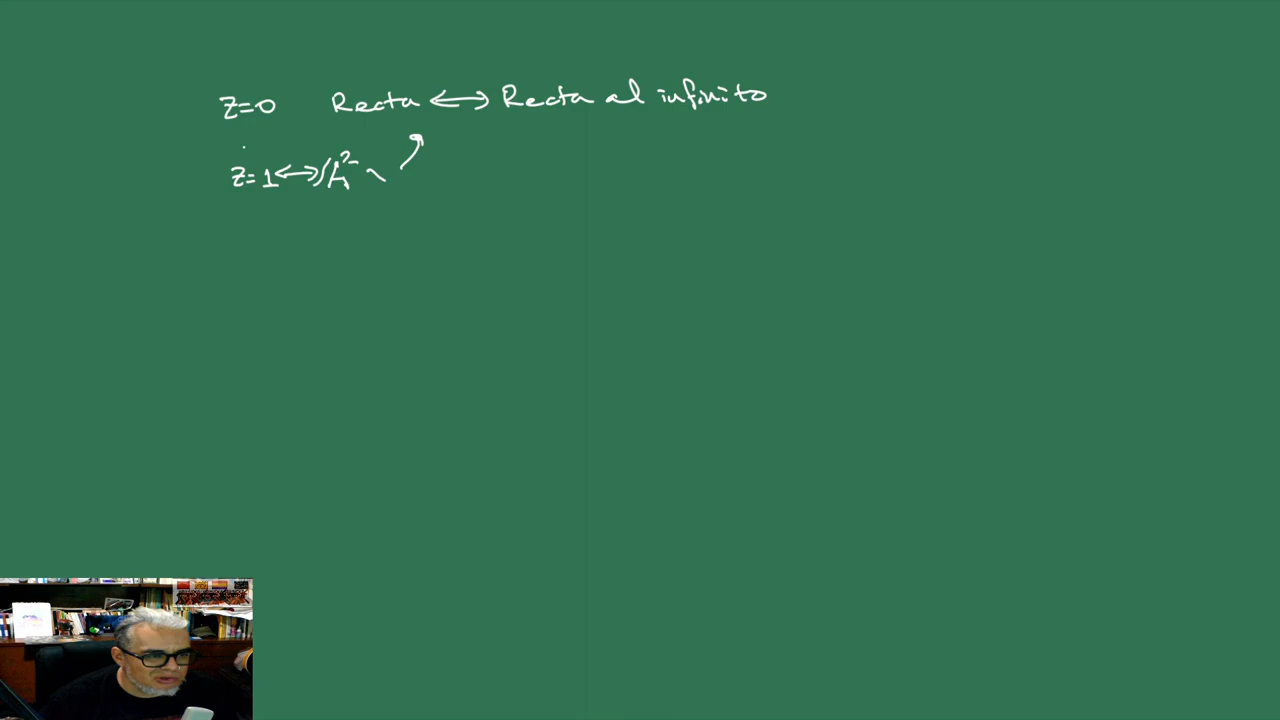 z=0 Recta ⟷ Recta al infinito
z=1 ⟷ A²